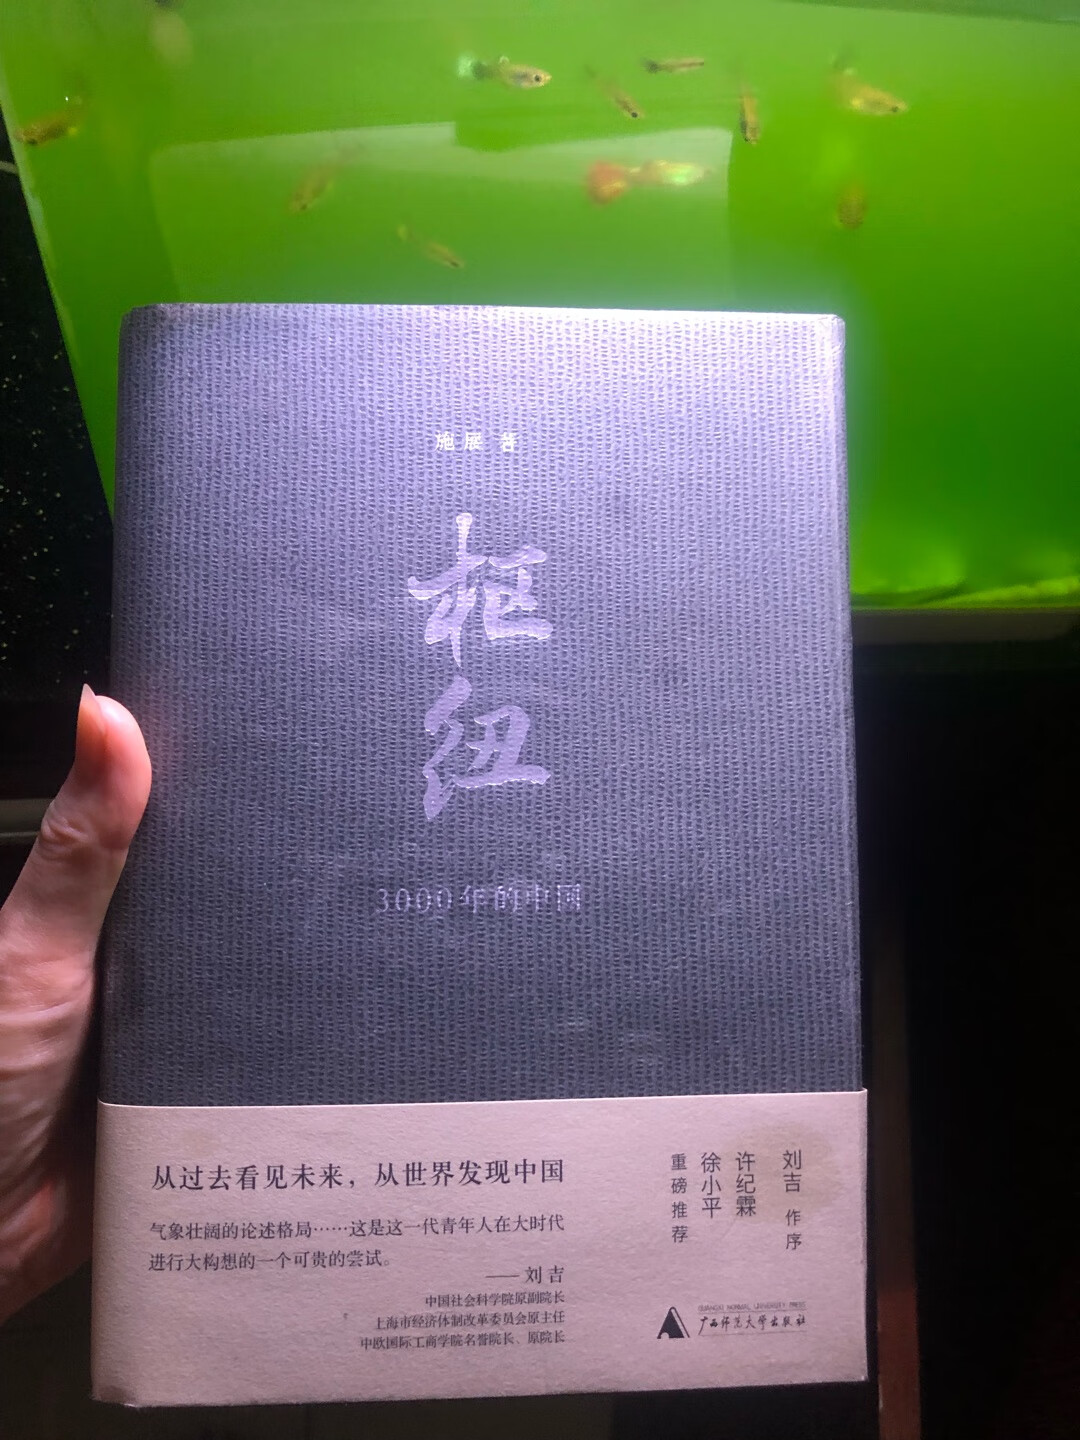 施展 著
枢
纽
3000年的中国
从过去看见未来，从世界发现中国
气象壮阔的论述格局……这是这一代青年人在大时代
进行大构想的一个可贵的尝试。
—— 刘吉
中国社会科学院原副院长
上海市经济体制改革委员会原主任
中欧国际工商学院名誉院长、原院长
刘吉 作序
许纪霖
徐小平
重磅推荐
GUANGXI NORMAL UNIVERSITY PRESS
广西师范大学出版社